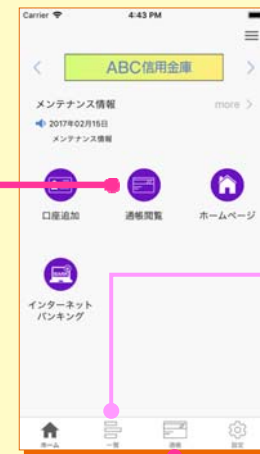 Carrier 4:43 PM
ABC信用金庫
メンテナンス情報 more >
2017年02月15日
メンテナンス情報
口座追加 通帳閲覧 ホームページ
インターネット
バンキング
ホーム 一覧 通帳 設定